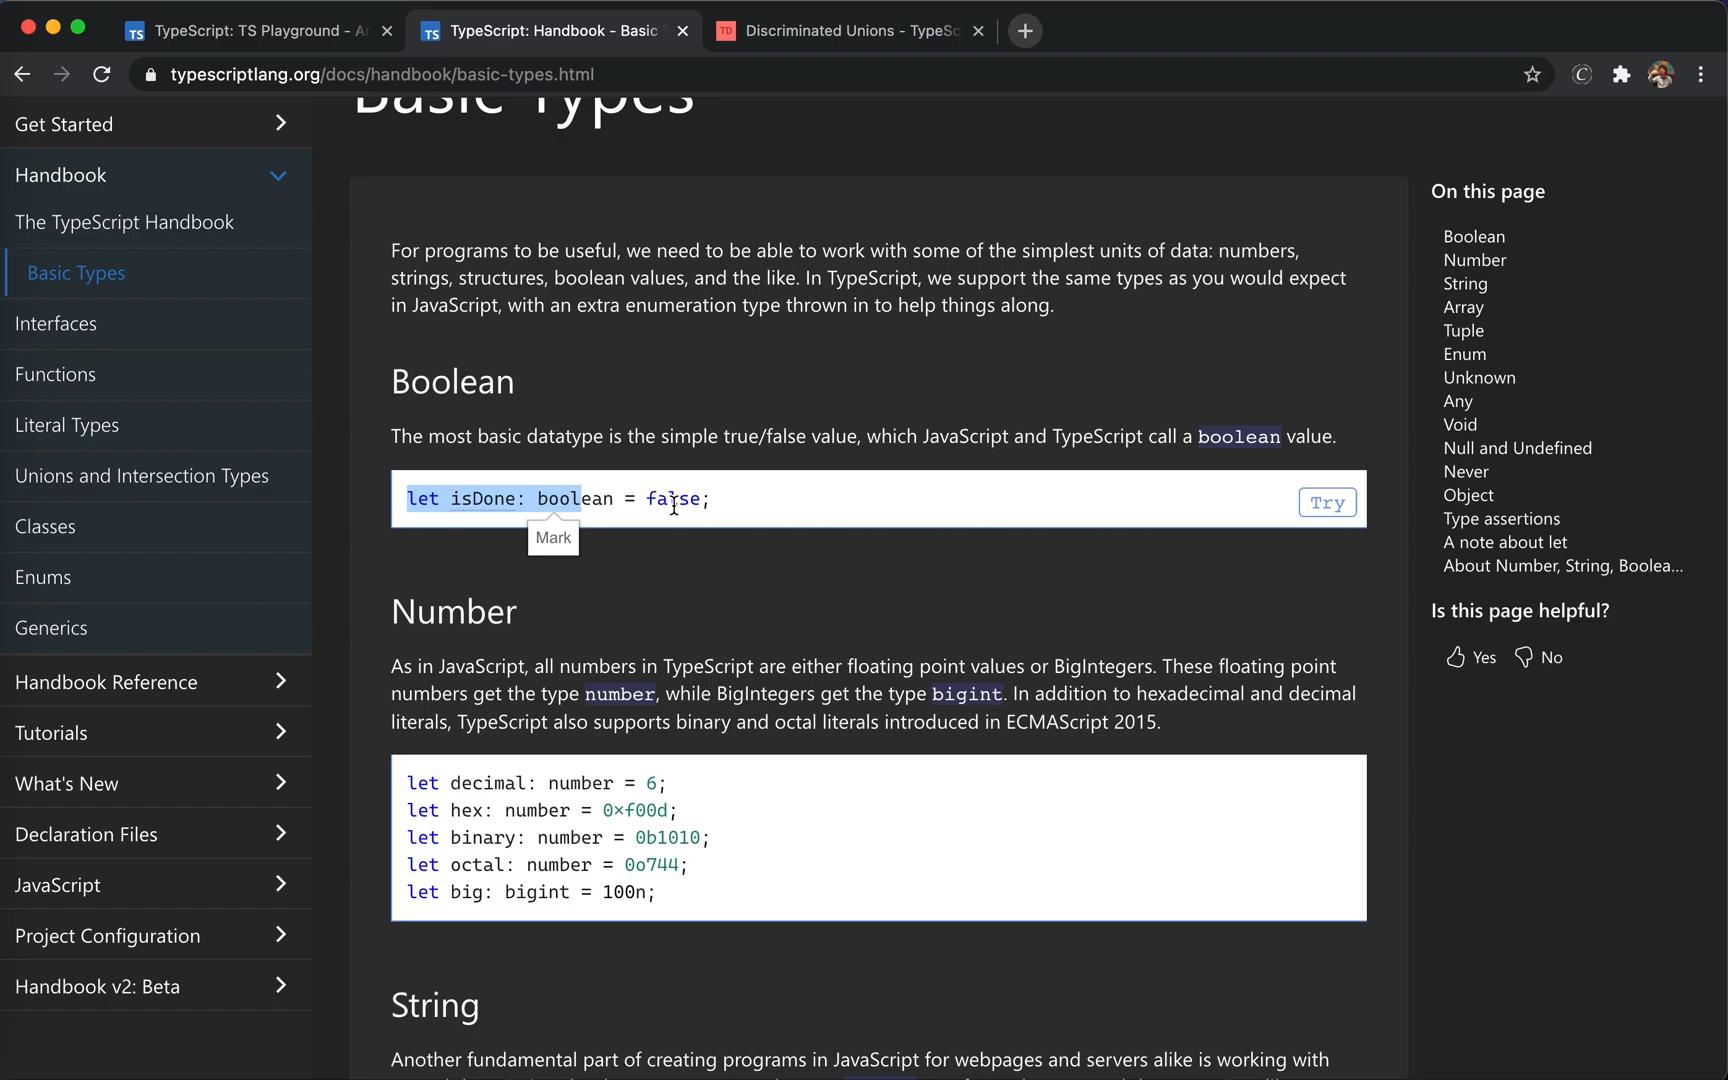 TypeScript: TS Playground - A
TypeScript: Handbook - Basic
TD
Discriminated Unions - TypeSc
typescriptlang.org/docs/handbook/basic-types.html
Basic Types
Get Started
Handbook
The TypeScript Handbook
Basic Types
Interfaces
Functions
Literal Types
Unions and Intersection Types
Classes
Enums
Generics
Handbook Reference
Tutorials
What's New
Declaration Files
JavaScript
Project Configuration
Handbook v2: Beta
For programs to be useful, we need to be able to work with some of the simplest units of data: numbers,
strings, structures, boolean values, and the like. In TypeScript, we support the same types as you would expect
in JavaScript, with an extra enumeration type thrown in to help things along.
Boolean
The most basic datatype is the simple true/false value, which JavaScript and TypeScript call a boolean value.
let isDone: boolean = false;
Try
Mark
Number
As in JavaScript, all numbers in TypeScript are either floating point values or BigIntegers. These floating point
numbers get the type number, while BigIntegers get the type bigint. In addition to hexadecimal and decimal
literals, TypeScript also supports binary and octal literals introduced in ECMAScript 2015.
let decimal: number = 6;
let hex: number = 0xf00d;
let binary: number = 0b1010;
let octal: number = 0o744;
let big: bigint = 100n;
String
Another fundamental part of creating programs in JavaScript for webpages and servers alike is working with
On this page
Boolean
Number
String
Array
Tuple
Enum
Unknown
Any
Void
Null and Undefined
Never
Object
Type assertions
A note about let
About Number, String, Boolea...
Is this page helpful?
Yes
No